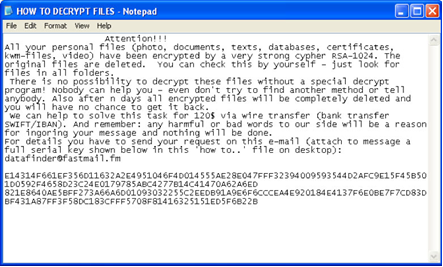 HOW TO DECRYPT FILES - Notepad
File Edit Format View Help
Attention!!!
All your personal files (photo, documents, texts, databases, certificates,
kwm-files, video) have been encrypted by a very strong cypher RSA-1024. The
original files are deleted. You can check this by yourself - just look for
files in all folders.
There is no possibility to decrypt these files without a special decrypt
program! Nobody can help you - even don't try to find another method or tell
anybody. Also after n days all encrypted files will be completely deleted and
you will have no chance to get it back.
We can help to solve this task for 120$ via wire transfer (bank transfer
SWIFT/IBAN). And remember: any harmful or bad words to our side will be a reason
for ingoring your message and nothing will be done.
For details you have to send your request on this e-mail (attach to message a
full serial key shown below in this 'how to..' file on desktop):
datafinder@fastmail.fm
E14314F661EF356D11632A2E4951046F4D014555AE28E047FFF32394009593544D2AFC9E15F45B50
1D0592F4658D23C24E0179785ABC4277B14C41470A62A6ED
821E8640AE5BFF273A66A6D01093032255C2EEDB91A9E6F6CCCEA4E920184E4137F6E0BE7F7CD83D
BF431A87FF3F58DC183CFFF5708F81416325151ED5F6B22B